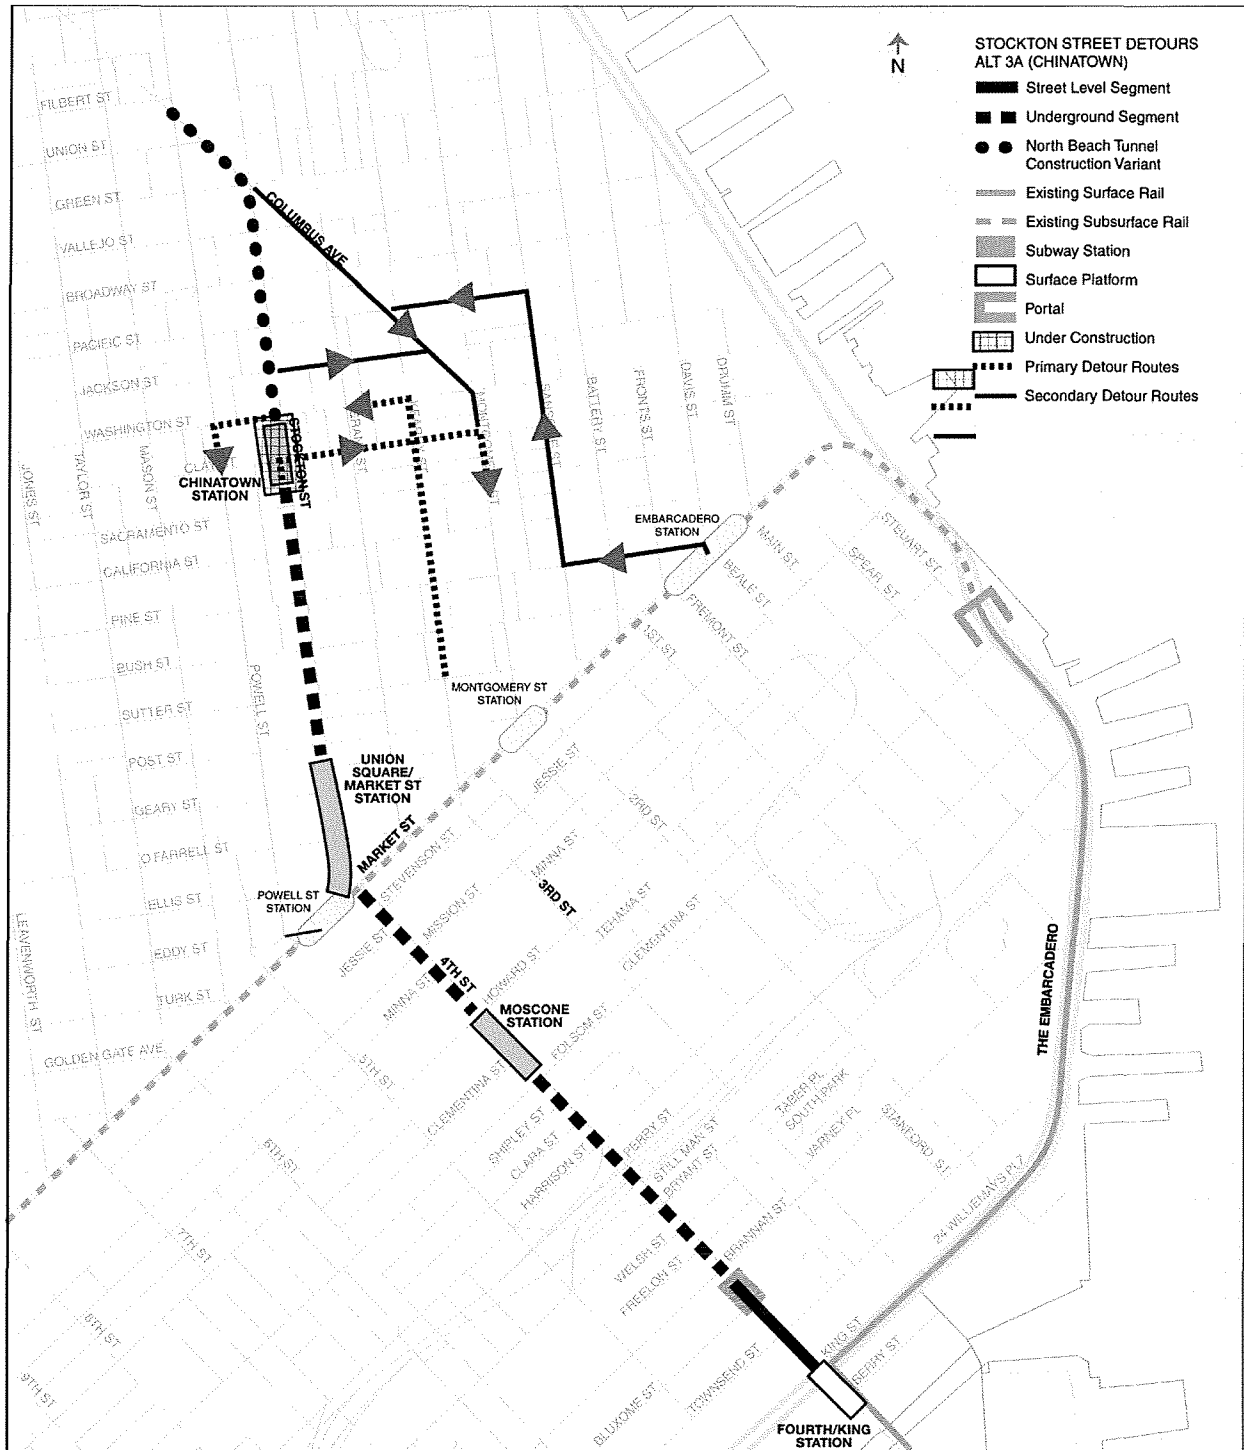 STOCKTON STREET DETOURS
ALT 3A (CHINATOWN)
Street Level Segment
Underground Segment
North Beach Tunnel
Construction Variant
Existing Surface Rail
Existing Subsurface Rail
Subway Station
Surface Platform
Portal
Under Construction
Primary Detour Routes
Secondary Detour Routes
N
FILBERT ST
UNION ST
GREEN ST
VALLEJO ST
BROADWAY ST
PACIFIC ST
JACKSON ST
WASHINGTON ST
COLUMBUS AVE
JONES ST
TAYLOR ST
MASON ST
STOCKTON ST
BATTERY ST
FRONTS ST
DAVIS ST
DRUMM ST
CHINATOWN
STATION
SACRAMENTO ST
CALIFORNIA ST
PINE ST
BUSH ST
SUTTER ST
POST ST
GEARY ST
O'FARRELL ST
ELLIS ST
EDDY ST
TURK ST
GOLDEN GATE AVE
POWELL ST
LEAVENWORTH ST
EMBARCADERO
STATION
MAIN ST
BEALE ST
FREMONT ST
1ST ST
SPEAR ST
STEUART ST
MONTGOMERY ST
STATION
UNION
SQUARE/
MARKET ST
STATION
MARKET ST
POWELL ST
STATION
JESSIE ST
2ND ST
STEVENSON ST
MINNA ST
3RD ST
MISSION ST
TEHAMA ST
CLEMENTINA ST
JESSIE ST
MINNA ST
4TH ST
HOWARD ST
MOSCONE
STATION
FOLSOM ST
5TH ST
CLEMENTINA ST
SHIPLEY ST
CLARA ST
HARRISON ST
PERRY ST
STILL MAN ST
BRYANT ST
TABER PL
SOUTH PARK
VARNEY PL
STANFORD ST
THE EMBARCADERO
24 WILLIEMAYS PLZ
6TH ST
7TH ST
8TH ST
9TH ST
WELSH ST
FREELON ST
BRANNAN ST
BLUXOME ST
TOWNSEND ST
KING ST
BERRY ST
FOURTH/KING
STATION